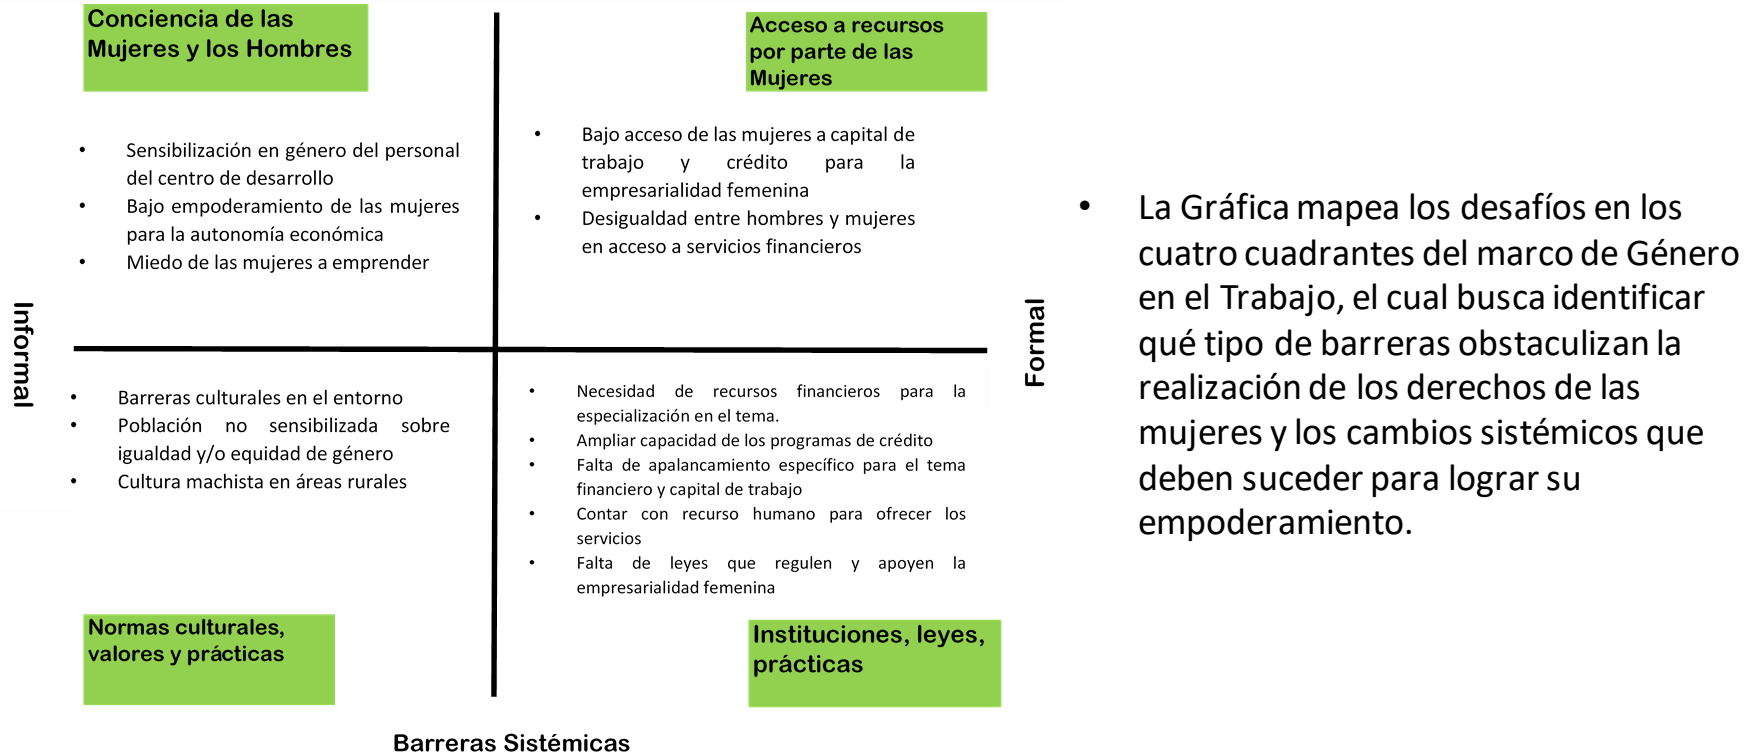 Conciencia de las
Mujeres y los Hombres
Acceso a recursos
por parte de las
Mujeres
• Sensibilización en género del personal
del centro de desarrollo
• Bajo empoderamiento de las mujeres
para la autonomía económica
• Miedo de las mujeres a emprender
• Bajo acceso de las mujeres a capital de
trabajo y crédito para la
empresarialidad femenina
• Desigualdad entre hombres y mujeres
en acceso a servicios financieros
Informal
Formal
• Barreras culturales en el entorno
• Población no sensibilizada sobre
igualdad y/o equidad de género
• Cultura machista en áreas rurales
• Necesidad de recursos financieros para la
especialización en el tema.
• Ampliar capacidad de los programas de crédito
• Falta de apalancamiento específico para el tema
financiero y capital de trabajo
• Contar con recurso humano para ofrecer los
servicios
• Falta de leyes que regulen y apoyen la
empresarialidad femenina
Normas culturales,
valores y prácticas
Instituciones, leyes,
prácticas
Barreras Sistémicas
• La Gráfica mapea los desafíos en los
cuatro cuadrantes del marco de Género
en el Trabajo, el cual busca identificar
qué tipo de barreras obstaculizan la
realización de los derechos de las
mujeres y los cambios sistémicos que
deben suceder para lograr su
empoderamiento.